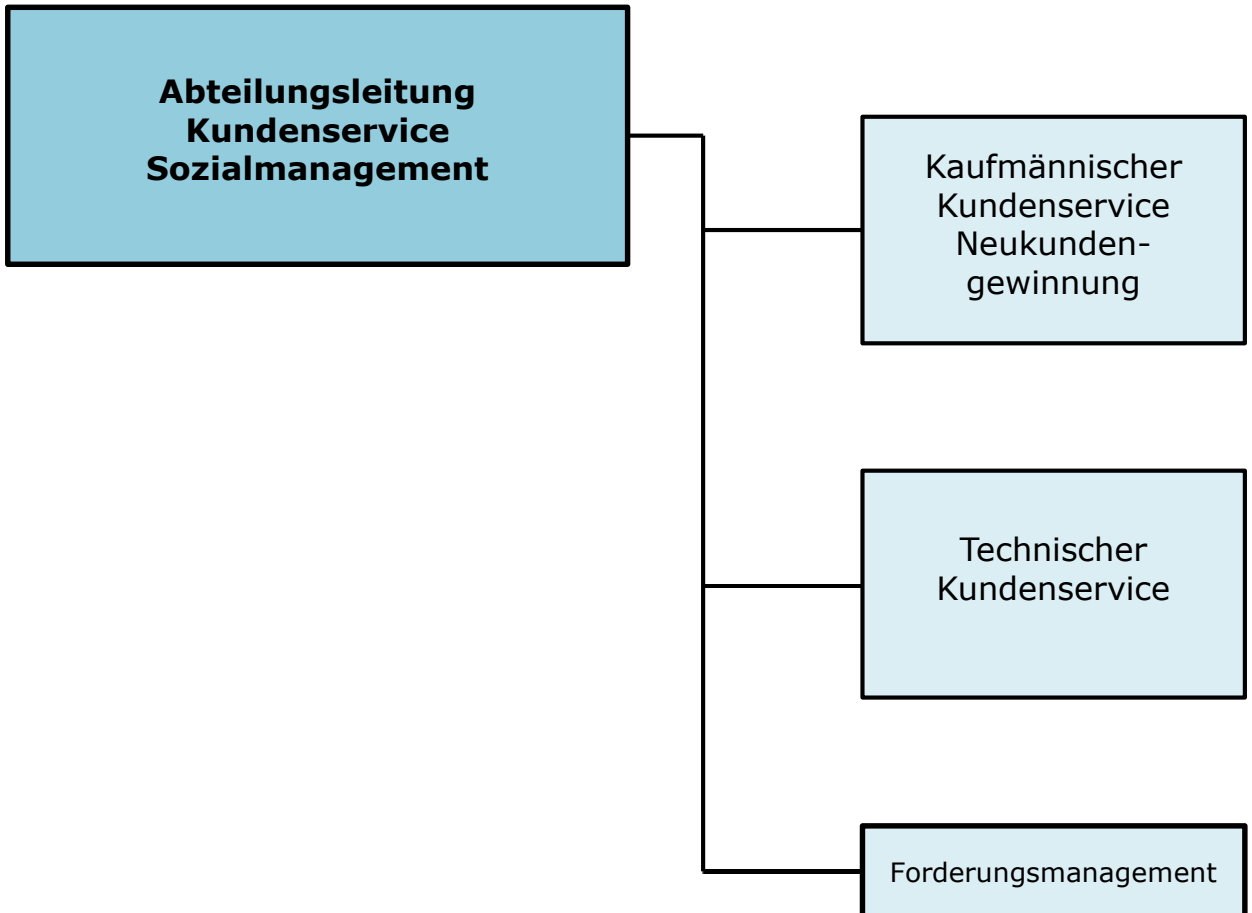 Abteilungsleitung
Kundenservice
Sozialmanagement
Kaufmännischer
Kundenservice
Neukunden-
gewinnung
Technischer
Kundenservice
Forderungsmanagement